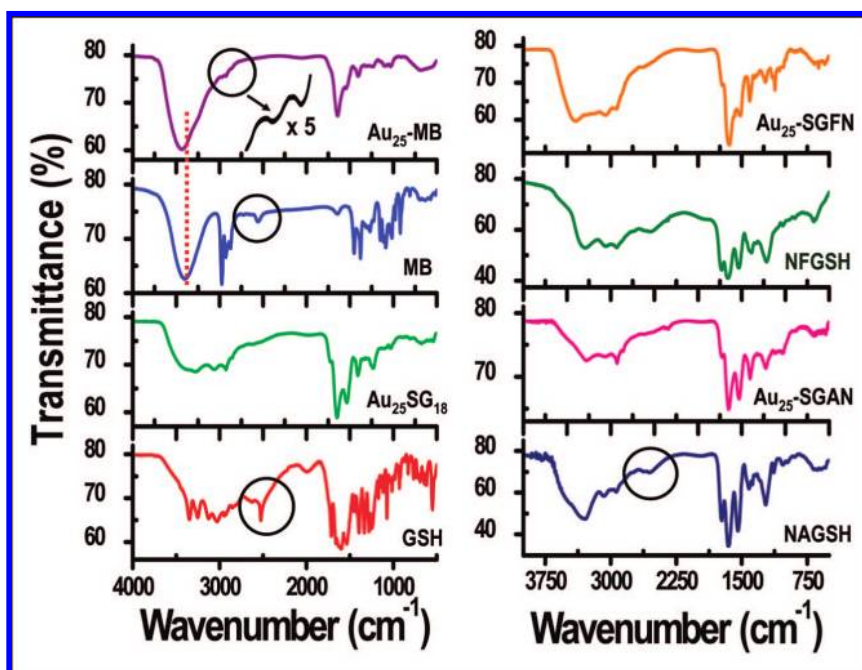 Transmittance (%)
80
70
60
x 5
Au₂₅-MB
80
70
60
MB
80
70
60
Au₂₅SG₁₈
80
70
60
GSH
4000 3000 2000 1000
Wavenumber (cm⁻¹)
80
60
Au₂₅-SGFN
80
60
40
NFGSH
80
70
Au₂₅-SGAN
80
60
40
NAGSH
3750 3000 2250 1500 750
Wavenumber (cm⁻¹)